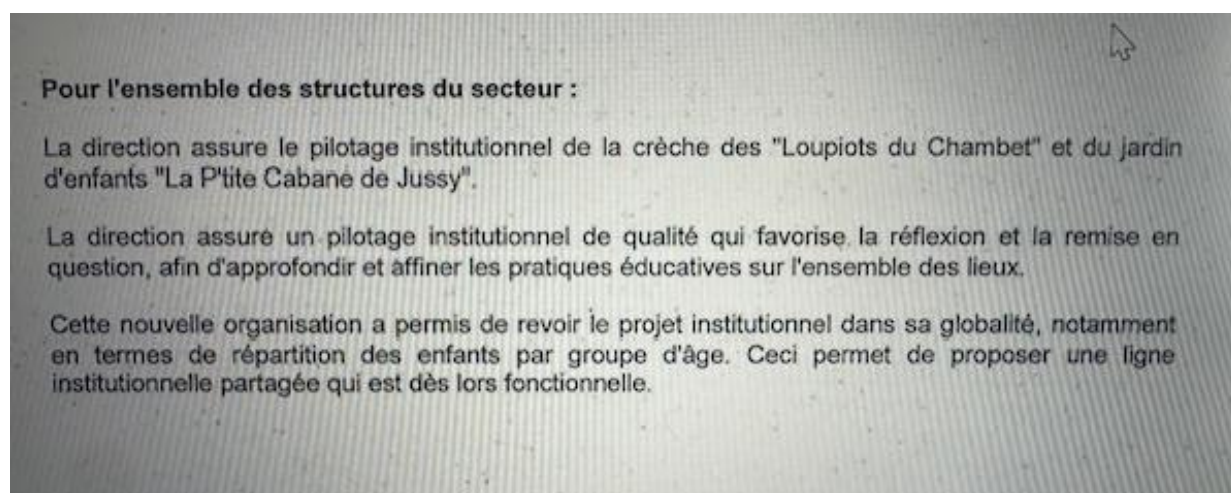 Pour l'ensemble des structures du secteur :
La direction assure le pilotage institutionnel de la crèche des "Loupiots du Chambet" et du jardin
d'enfants "La P'tite Cabane de Jussy".
La direction assure un pilotage institutionnel de qualité qui favorise la réflexion et la remise en
question, afin d'approfondir et affiner les pratiques éducatives sur l'ensemble des lieux.
Cette nouvelle organisation a permis de revoir le projet institutionnel dans sa globalité, notamment
en termes de répartition des enfants par groupe d'âge. Ceci permet de proposer une ligne
institutionnelle partagée qui est dès lors fonctionnelle.